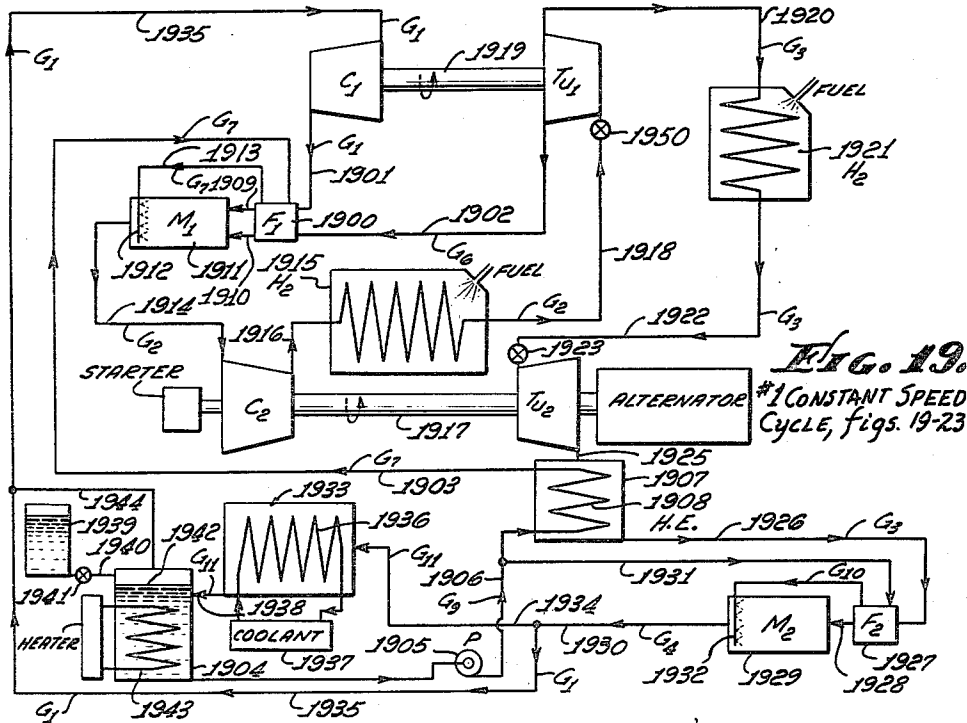 1935
G1
G1
1919
1920
G3
C1
TU1
FUEL
1921
H2
G7
1913
G7
1909
G1
1901
1950
M1
F1
1900
1902
G6
1918
1912
1911
1910
1915
H2
FUEL
G2
G3
1914
G2
1916
1922
1923
STARTER
C2
TU2
ALTERNATOR
FIG. 19.
#1 CONSTANT SPEED
CYCLE, figs. 19-23
1917
1925
G7
1903
1907
1908
H.E.
1944
1939
1942
1933
1936
1926
G3
1940
G11
G11
1906
1931
G10
1941
1938
G9
1934
M2
F2
HEATER
COOLANT
1905
P
1930
G4
1927
1904
1937
1932
1929
1928
G1
1943
1935
G1